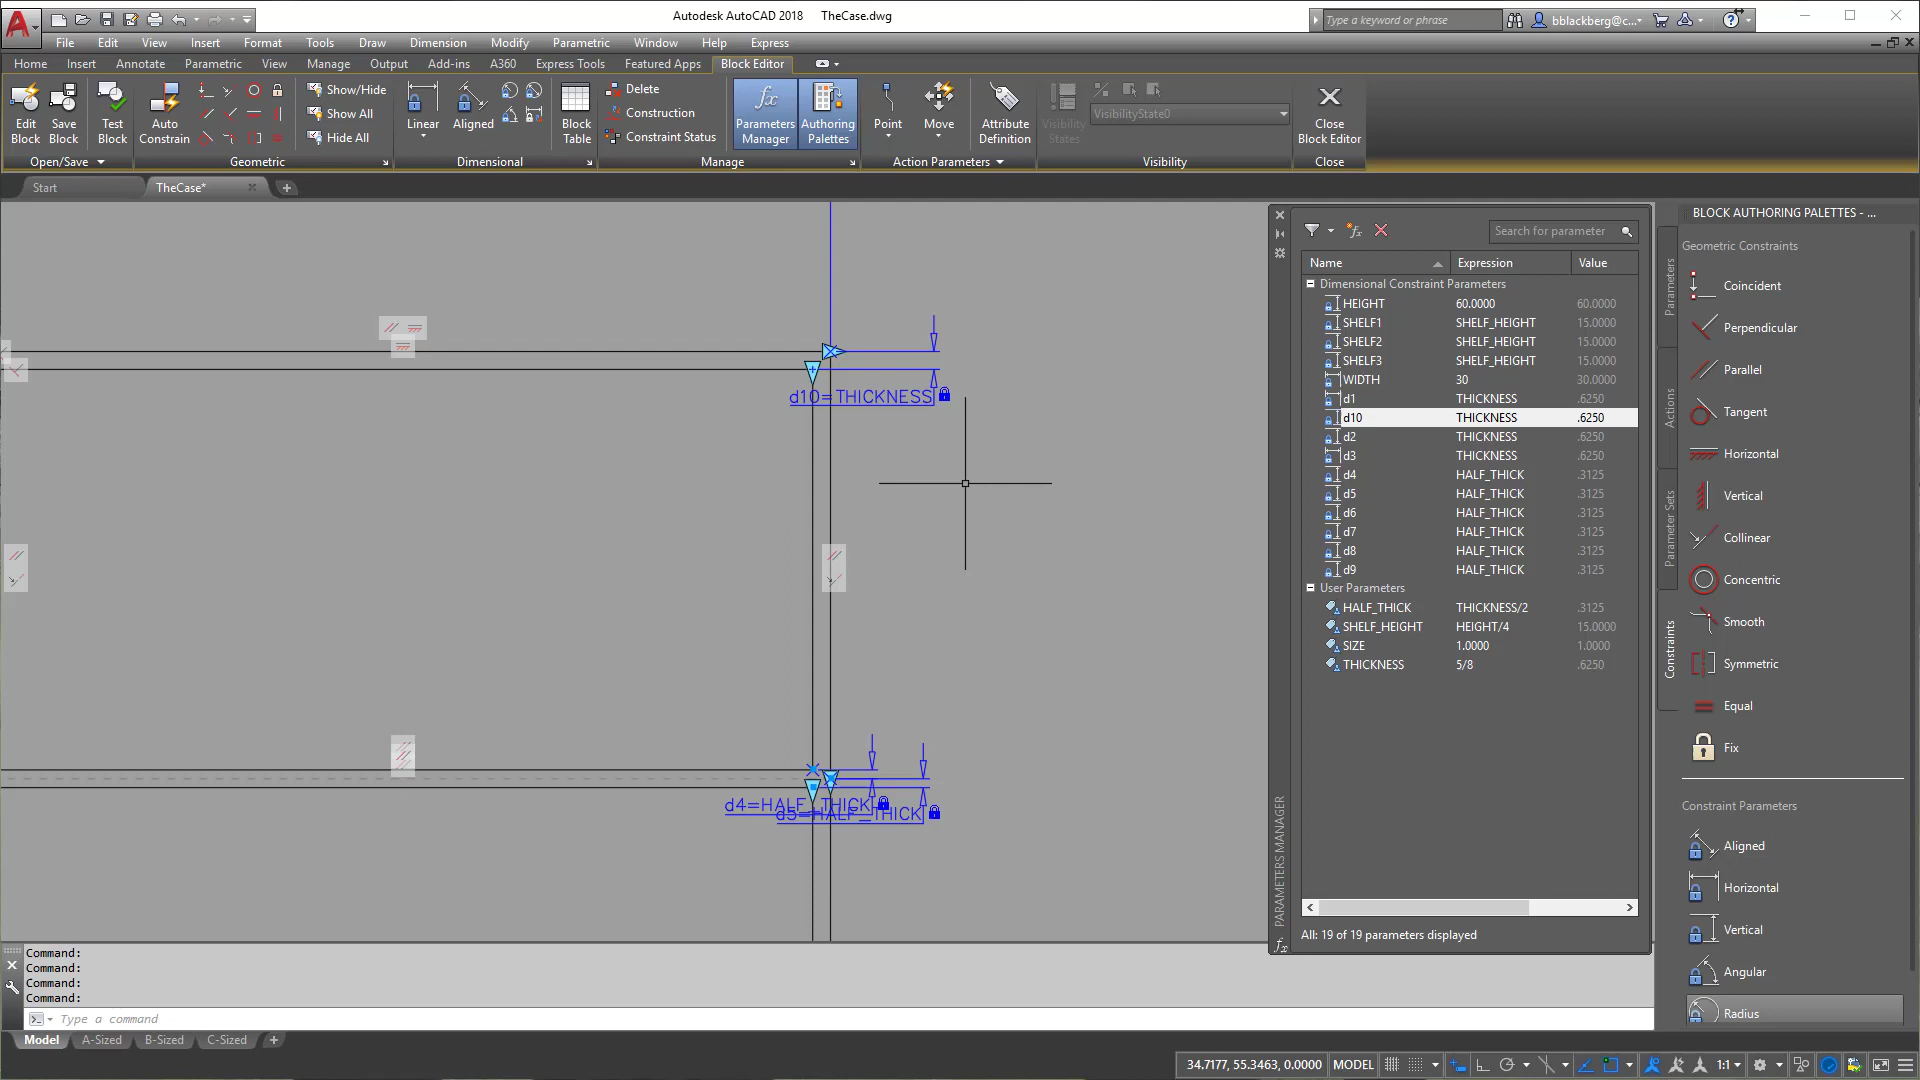 Autodesk AutoCAD 2018 TheCase.dwg
Type a keyword or phrase
bblackberg@c...
File Edit View Insert Format Tools Draw Dimension Modify Parametric Window Help Express
Home Insert Annotate Parametric View Manage Output Add-ins A360 Express Tools Featured Apps Block Editor
Edit Block
Save Block
Test Block
Auto Constrain
Show/Hide
Show All
Hide All
Linear
Aligned
Block Table
Delete
Construction
Constraint Status
Parameters Manager
Authoring Palettes
Point
Move
Attribute Definition
Visibility States
VisibilityState0
Close Block Editor
Open/Save Geometric Dimensional Manage Action Parameters Visibility Close
Start TheCase*
d10=THICKNESS
d4=HALF_THICK
d5=HALF_THICK
Search for parameter
Name Expression Value
Dimensional Constraint Parameters
HEIGHT 60.0000 60.0000
SHELF1 SHELF_HEIGHT 15.0000
SHELF2 SHELF_HEIGHT 15.0000
SHELF3 SHELF_HEIGHT 15.0000
WIDTH 30 30.0000
d1 THICKNESS .6250
d10 THICKNESS .6250
d2 THICKNESS .6250
d3 THICKNESS .6250
d4 HALF_THICK .3125
d5 HALF_THICK .3125
d6 HALF_THICK .3125
d7 HALF_THICK .3125
d8 HALF_THICK .3125
d9 HALF_THICK .3125
User Parameters
HALF_THICK THICKNESS/2 .3125
SHELF_HEIGHT HEIGHT/4 15.0000
SIZE 1.0000 1.0000
THICKNESS 5/8 .6250
All: 19 of 19 parameters displayed
PARAMETERS MANAGER
BLOCK AUTHORING PALETTES - ...
Parameters
Actions
Parameter Sets
Constraints
Geometric Constraints
Coincident
Perpendicular
Parallel
Tangent
Horizontal
Vertical
Collinear
Concentric
Smooth
Symmetric
Equal
Fix
Constraint Parameters
Aligned
Horizontal
Vertical
Angular
Radius
Command:
Command:
Command:
Command:
Type a command
Model A-Sized B-Sized C-Sized
34.7177, 55.3463, 0.0000 MODEL 1:1